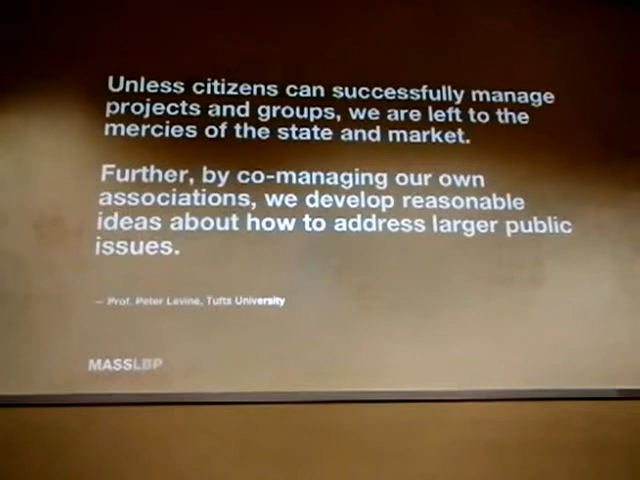 Unless citizens can successfully manage
projects and groups, we are left to the
mercies of the state and market.
Further, by co-managing our own
associations, we develop reasonable
ideas about how to address larger public
issues.
– Prof. Peter Levine, Tufts University
MASSLBP